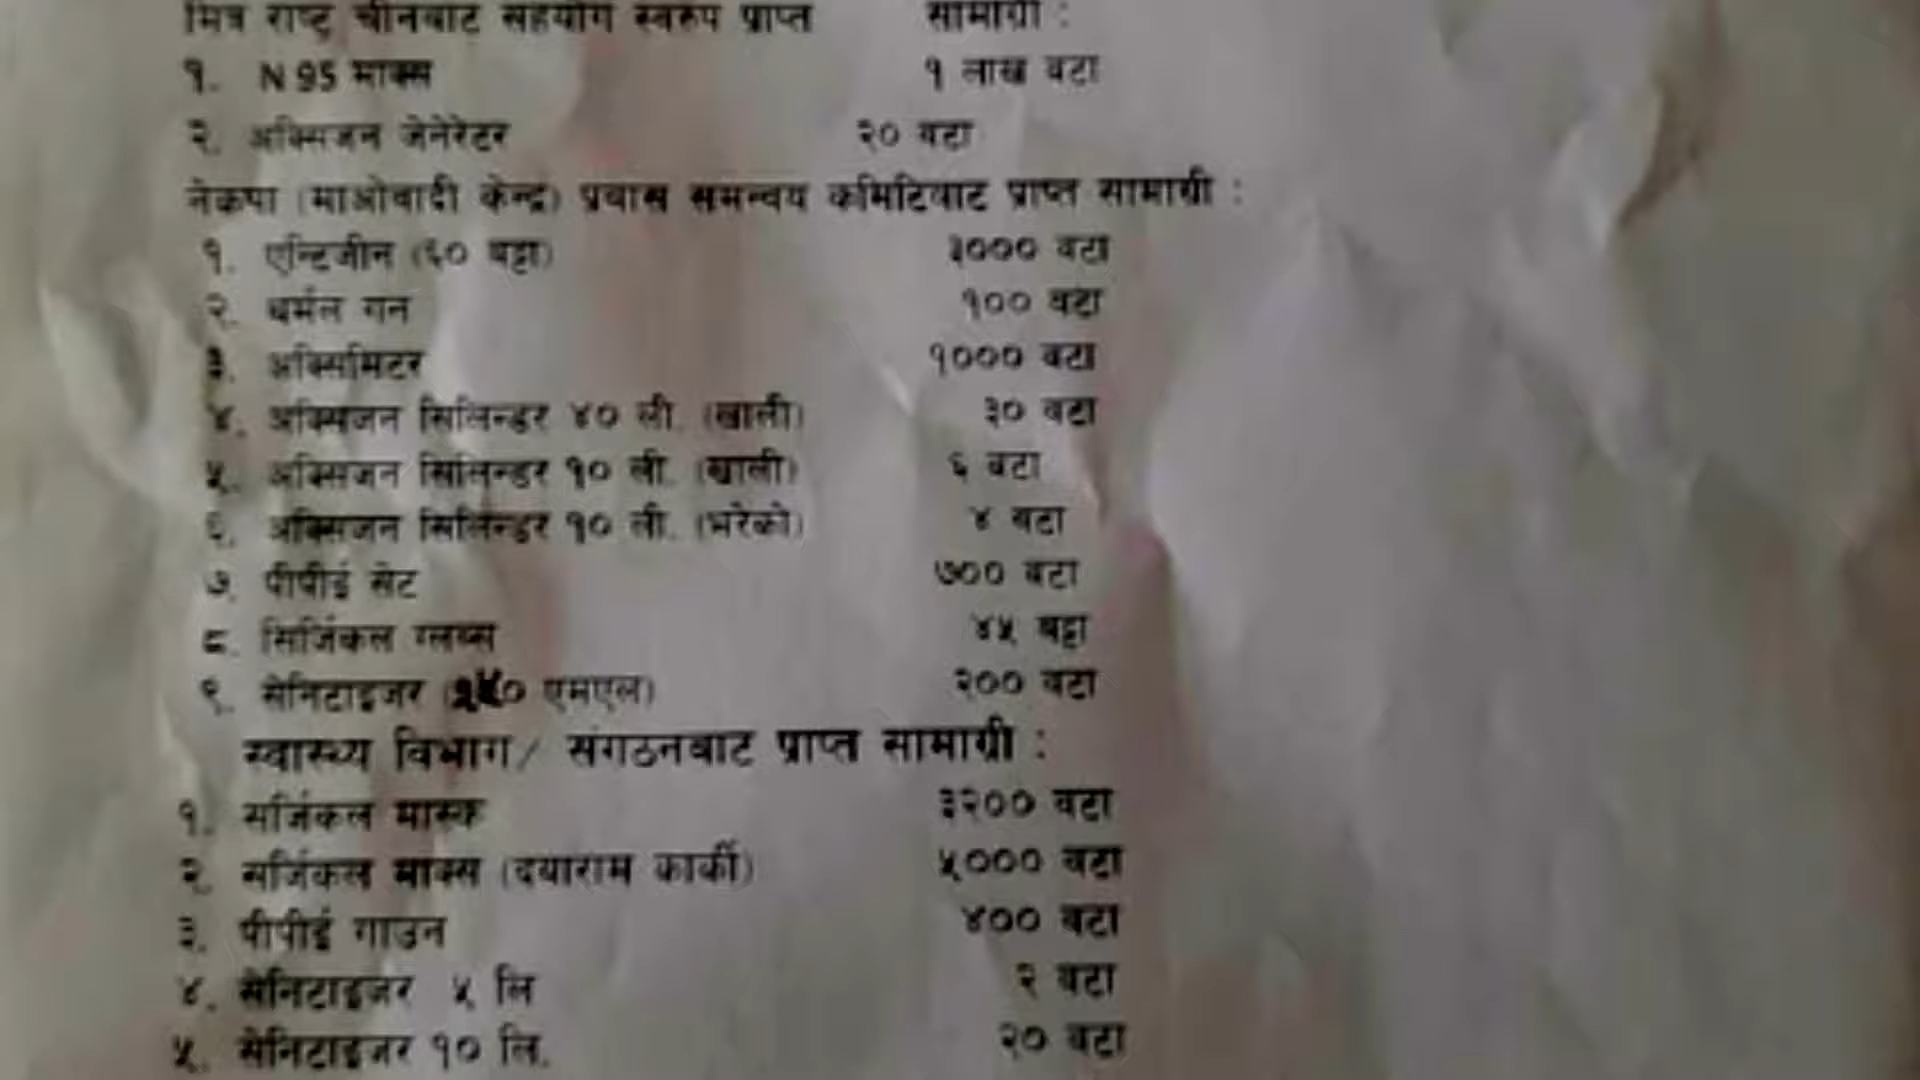 मित्र राष्ट्र चीनबाट सहयोग स्वरुप प्राप्त सामाग्री :
१. N 95 माक्स १ लाख वटा
२. अक्सिजन जेनेरेटर २० वटा
नेकपा (माओवादी केन्द्र) प्रवास समन्वय कमिटिबाट प्राप्त सामाग्री :
१. एन्टिजीन (६० बट्टा) ३००० वटा
२. थर्मल गन १०० वटा
३. अक्सिमिटर १००० वटा
४. अक्सिजन सिलिन्डर ४० ली. (खाली) ३० वटा
५. अक्सिजन सिलिन्डर १० ली. (खाली) ६ वटा
६. अक्सिजन सिलिन्डर १० ली. (भरेको) ४ वटा
७. पीपीई सेट ७०० वटा
८. सिर्जिकल ग्लब्स ४५ बट्टा
९. सेनिटाइजर ( एमएल) २०० वटा
स्वास्थ्य विभाग/ संगठनबाट प्राप्त सामाग्री :
१. सर्जिकल मास्क ३२०० वटा
२. सर्जिकल माक्स (दयाराम कार्की) ५००० वटा
३. पीपीई गाउन ४०० वटा
४. सेनिटाइजर ५ लि २ वटा
५. सेनिटाइजर १० लि. २० वटा